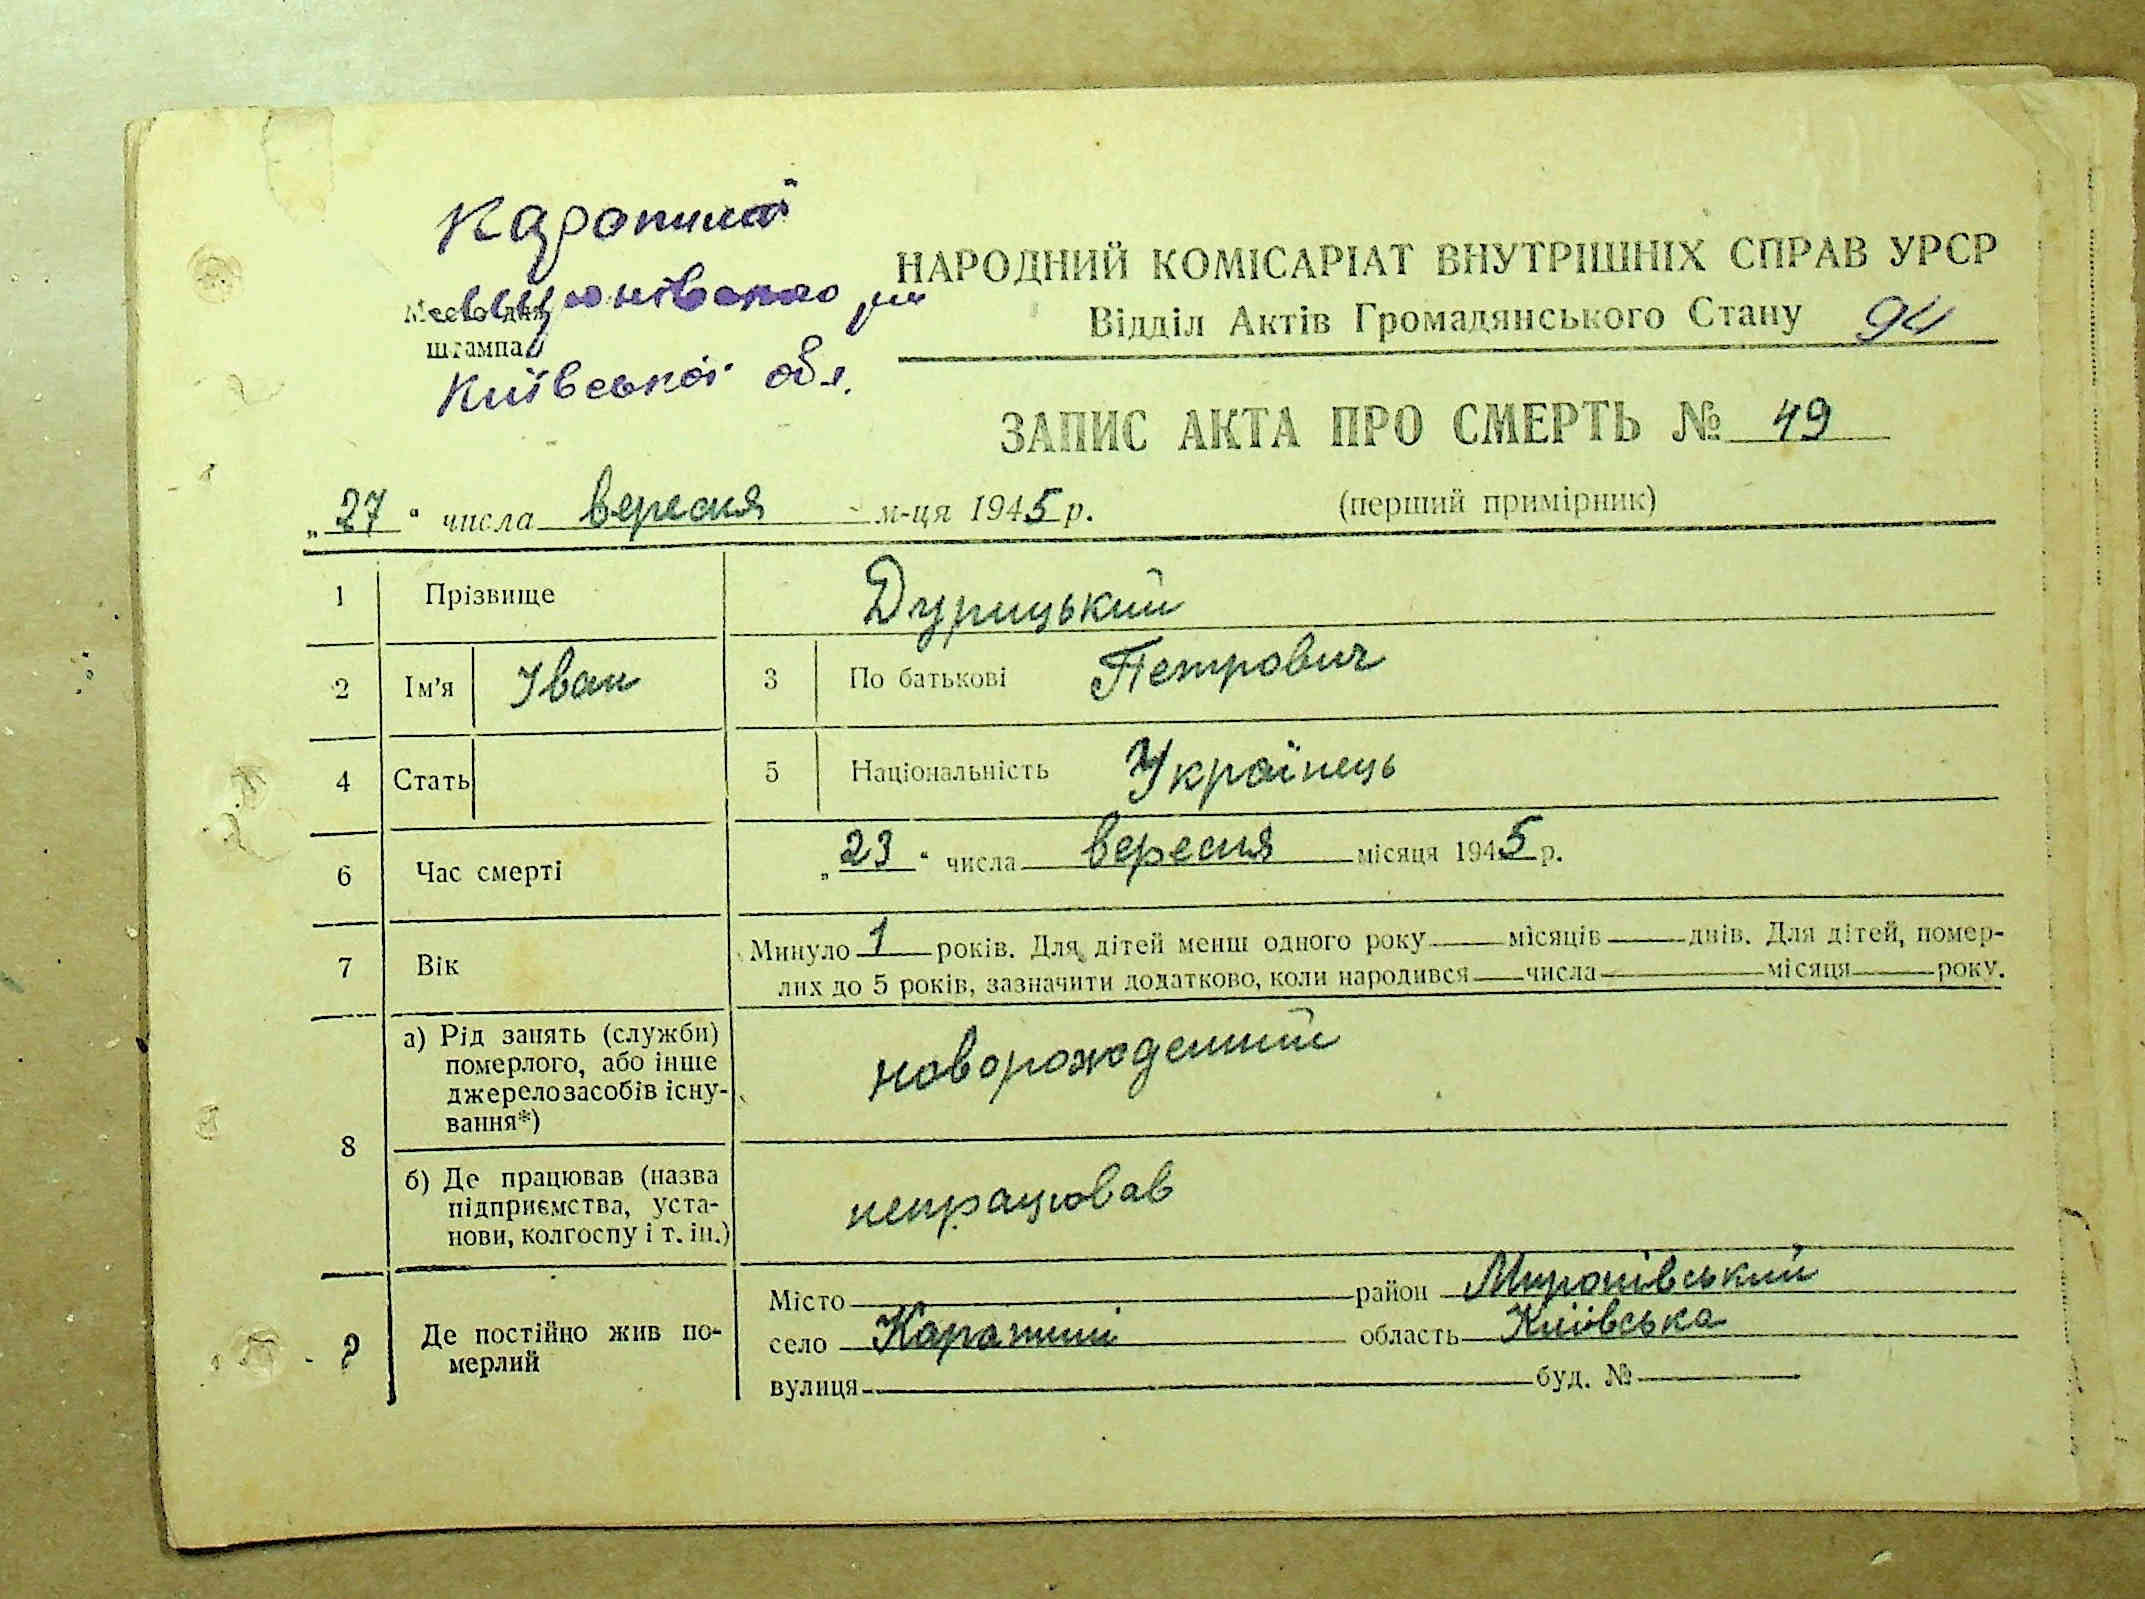 Карапиші
Миронівського р-н
Місце для
штампа
Київської обл.
НАРОДНИЙ КОМІСАРІАТ ВНУТРІШНІХ СПРАВ УРСР
Відділ Актів Громадянського Стану 94
ЗАПИС АКТА ПРО СМЕРТЬ № 49
„27“ числа вересня м-ця 1945 р. (перший примірник)
1 Прізвище Дурицький
2 Ім'я Іван 3 По батькові Петрович
4 Стать 5 Національність Українець
6 Час смерті „23“ числа вересня місяця 1945 р.
7 Вік Минуло 1 років. Для дітей менш одного року місяців днів. Для дітей, помер-
лих до 5 років, зазначити додатково, коли народився числа місяця року.
8 а) Рід занять (служби)
померлого, або інше
джерело засобів існу-
вання*)
новорожденний
б) Де працював (назва
підприємства, уста-
нови, колгоспу і т. ін.)
непрацював
9 Де постійно жив по-
мерлий
Місто район Миронівський
село Карапиші область Київська
вулиця буд. №